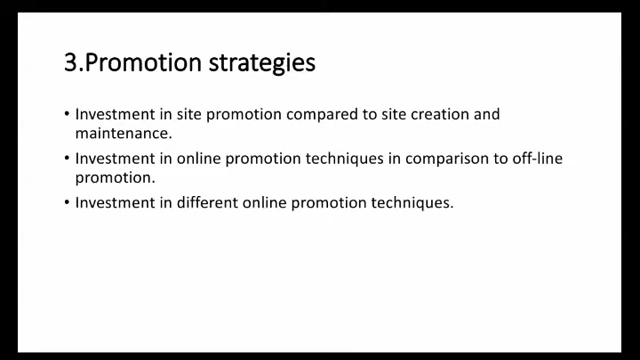 3.Promotion strategies
• Investment in site promotion compared to site creation and
maintenance.
• Investment in online promotion techniques in comparison to off-line
promotion.
• Investment in different online promotion techniques.